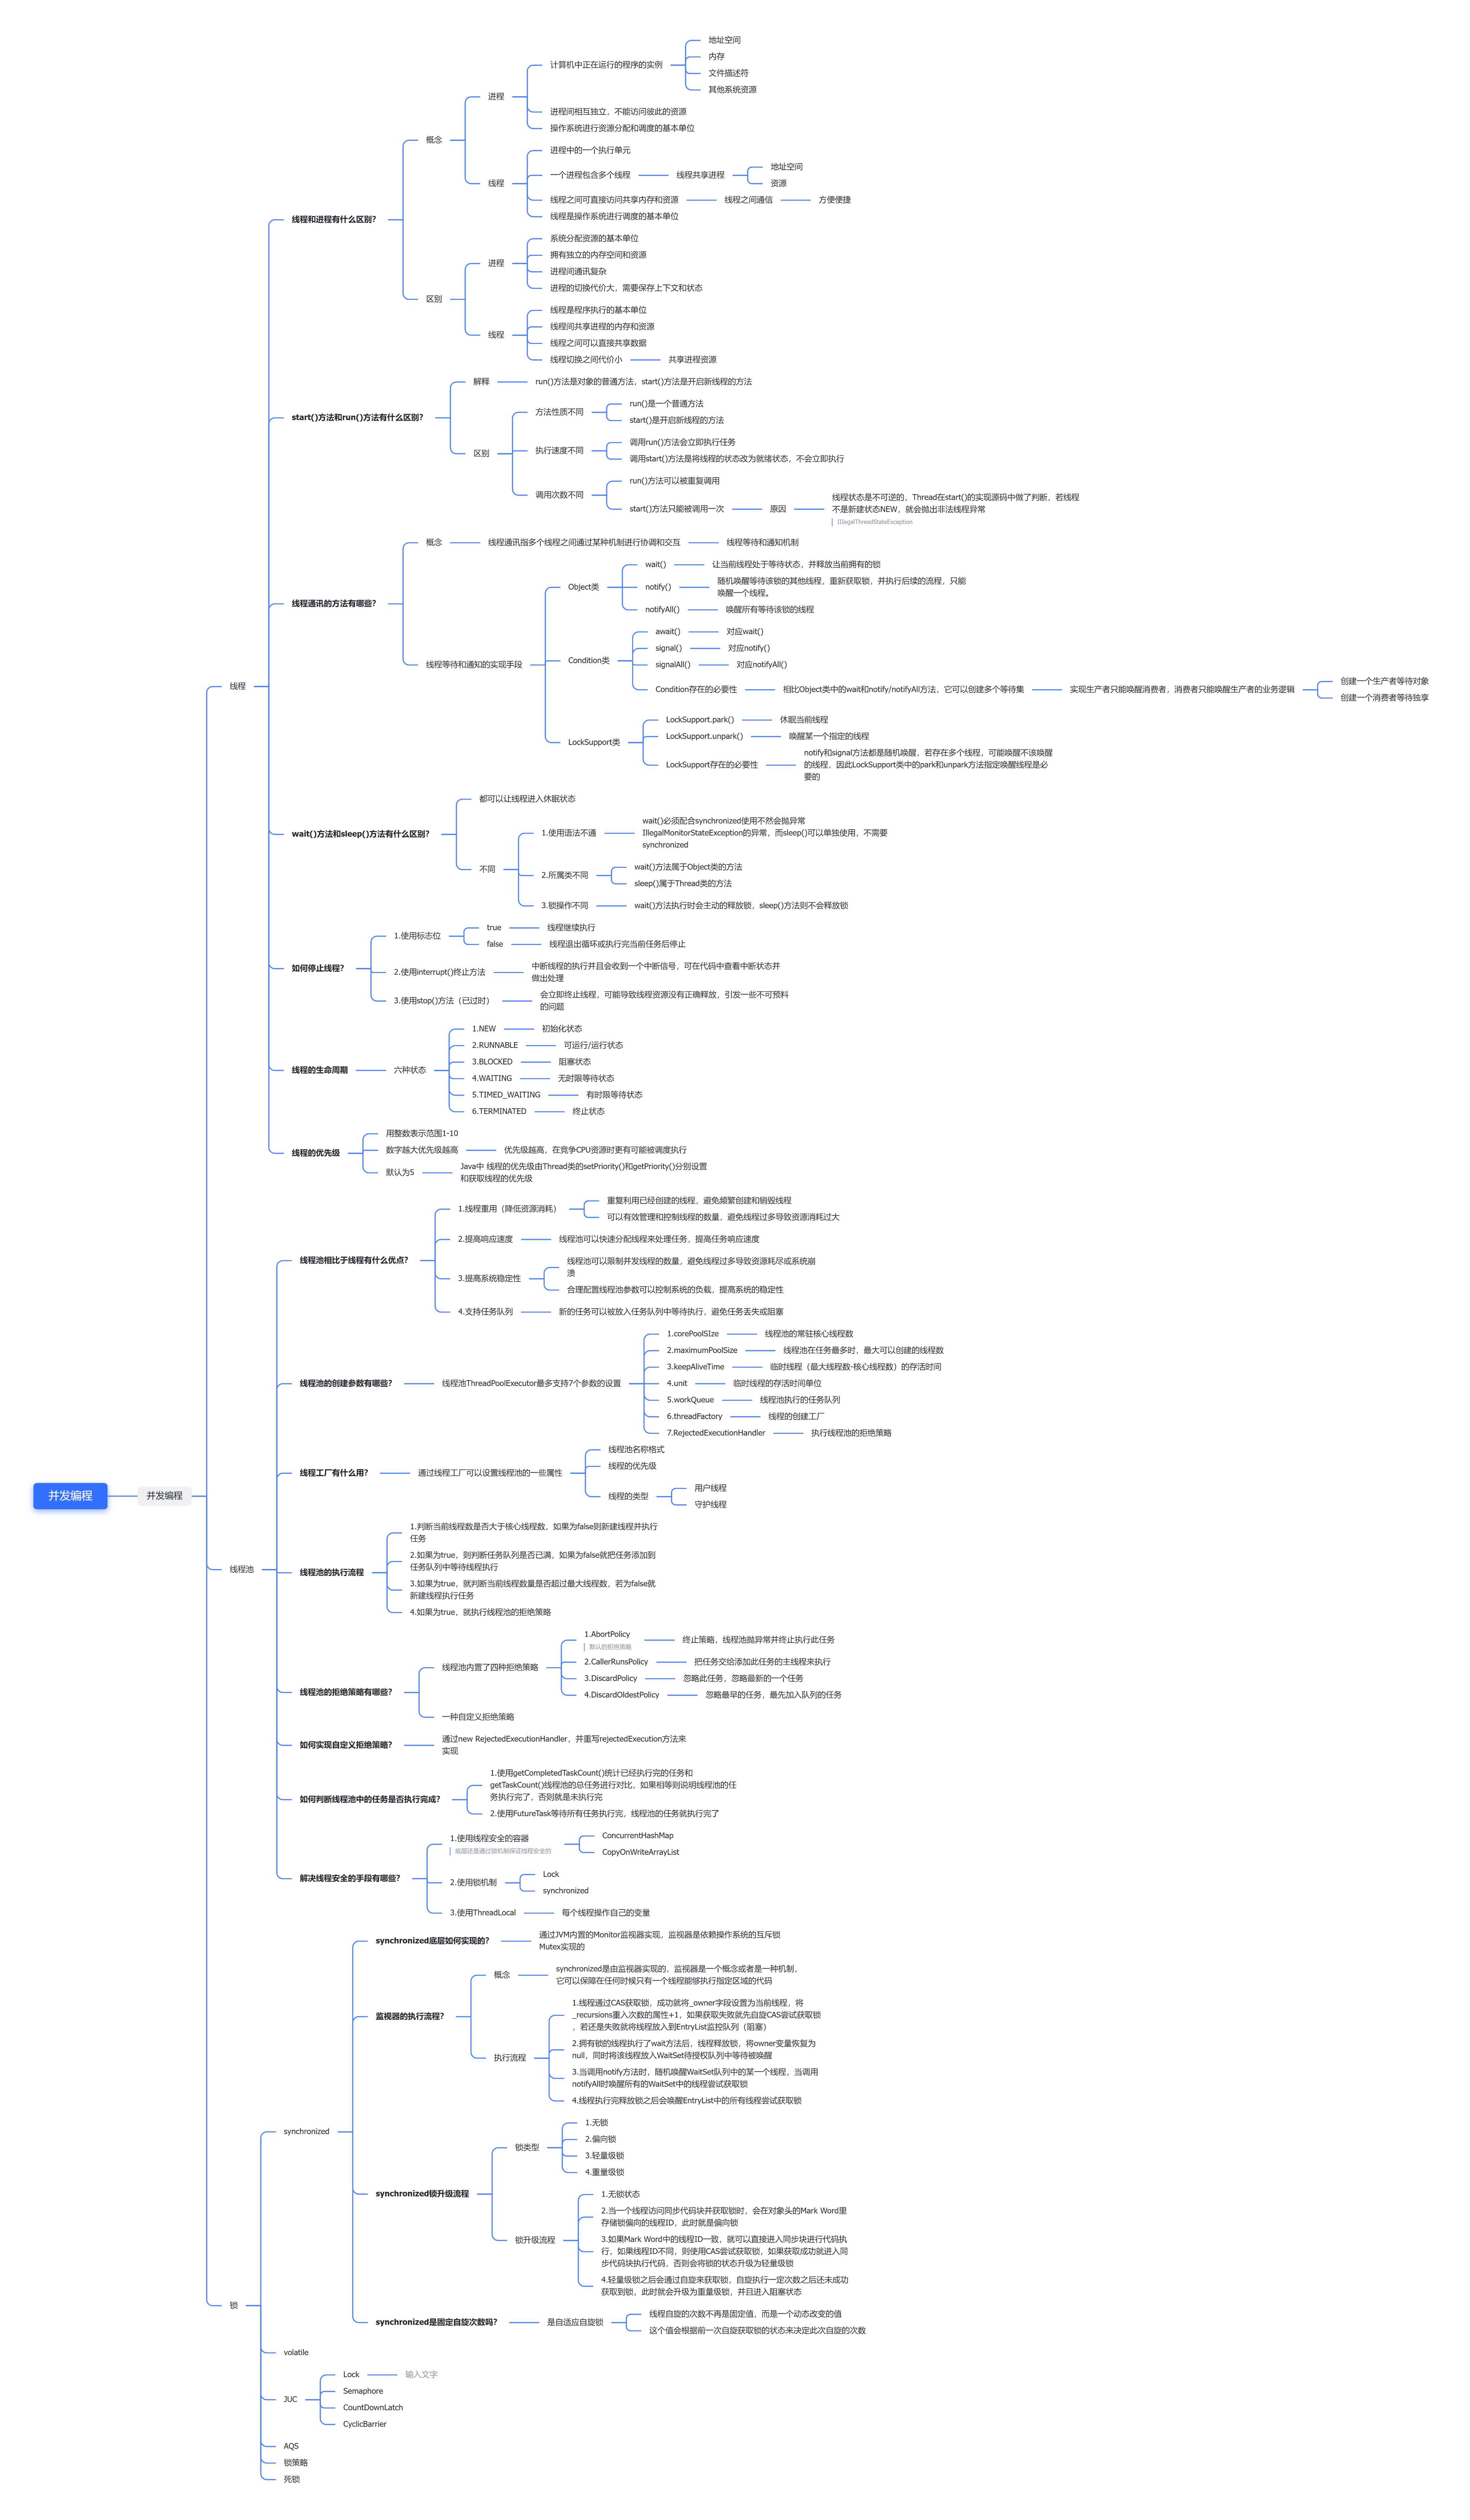 并发编程
并发编程
线程
线程和进程有什么区别?
概念
进程
计算机中正在运行的程序的实例
地址空间
内存
文件描述符
其他系统资源
进程间相互独立，不能访问彼此的资源
操作系统进行资源分配和调度的基本单位
线程
进程中的一个执行单元
一个进程包含多个线程
线程共享进程
地址空间
资源
线程之间可直接访问共享内存和资源
线程之间通信
方便便捷
线程是操作系统进行调度的基本单位
区别
进程
系统分配资源的基本单位
拥有独立的内存空间和资源
进程间通讯复杂
进程的切换代价大，需要保存上下文和状态
线程
线程是程序执行的基本单位
线程间共享进程的内存和资源
线程之间可以直接共享数据
线程切换之间代价小
共享进程资源
start()方法和run()方法有什么区别?
解释
run()方法是对象的普通方法，start()方法是开启新线程的方法
区别
方法性质不同
run()是一个普通方法
start()是开启新线程的方法
执行速度不同
调用run()方法会立即执行任务
调用start()方法是将线程的状态改为就绪状态，不会立即执行
调用次数不同
run()方法可以被重复调用
start()方法只能被调用一次
原因
线程状态是不可逆的，Thread在start()的实现源码中做了判断，若线程
不是新建状态NEW，就会抛出非法线程异常
IIlegalThreadStateException
线程通讯的方法有哪些?
概念
线程通讯指多个线程之间通过某种机制进行协调和交互
线程等待和通知机制
线程等待和通知的实现手段
Object类
wait()
让当前线程处于等待状态，并释放当前拥有的锁
notify()
随机唤醒等待该锁的其他线程，重新获取锁，并执行后续的流程，只能
唤醒一个线程。
notifyAll()
唤醒所有等待该锁的线程
Condition类
await()
对应wait()
signal()
对应notify()
signalAll()
对应notifyAll()
Condition存在的必要性
相比Object类中的wait和notify/notifyAll方法，它可以创建多个等待集
实现生产者只能唤醒消费者，消费者只能唤醒生产者的业务逻辑
创建一个生产者等待对象
创建一个消费者等待独享
LockSupport类
LockSupport.park()
休眠当前线程
LockSupport.unpark()
唤醒某一个指定的线程
LockSupport存在的必要性
notify和signal方法都是随机唤醒，若存在多个线程，可能唤醒不该唤醒
的线程，因此LockSupport类中的park和unpark方法指定唤醒线程是必
要的
wait()方法和sleep()方法有什么区别?
都可以让线程进入休眠状态
不同
1.使用语法不通
wait()必须配合synchronized使用不然会抛异常
IllegalMonitorStateException的异常，而sleep()可以单独使用，不需要
synchronized
2.所属类不同
wait()方法属于Object类的方法
sleep()属于Thread类的方法
3.锁操作不同
wait()方法执行时会主动的释放锁，sleep()方法则不会释放锁
如何停止线程?
1.使用标志位
true
线程继续执行
false
线程退出循环或执行完当前任务后停止
2.使用interrupt()终止方法
中断线程的执行并且会收到一个中断信号，可在代码中查看中断状态并
做出处理
3.使用stop()方法（已过时）
会立即终止线程，可能导致线程资源没有正确释放，引发一些不可预料
的问题
线程的生命周期
六种状态
1.NEW
初始化状态
2.RUNNABLE
可运行/运行状态
3.BLOCKED
阻塞状态
4.WAITING
无时限等待状态
5.TIMED_WAITING
有时限等待状态
6.TERMINATED
终止状态
线程的优先级
用整数表示范围1-10
数字越大优先级越高
优先级越高，在竞争CPU资源时更有可能被调度执行
默认为5
Java中 线程的优先级由Thread类的setPriority()和getPriority()分别设置
和获取线程的优先级
线程池
线程池相比于线程有什么优点?
1.线程重用（降低资源消耗）
重复利用已经创建的线程，避免频繁创建和销毁线程
可以有效管理和控制线程的数量，避免线程过多导致资源消耗过大
2.提高响应速度
线程池可以快速分配线程来处理任务，提高任务响应速度
3.提高系统稳定性
线程池可以限制并发线程的数量，避免线程过多导致资源耗尽或系统崩
溃
合理配置线程池参数可以控制系统的负载，提高系统的稳定性
4.支持任务队列
新的任务可以被放入任务队列中等待执行，避免任务丢失或阻塞
线程池的创建参数有哪些?
线程池ThreadPoolExecutor最多支持7个参数的设置
1.corePoolSIze
线程池的常驻核心线程数
2.maximumPoolSize
线程池在任务最多时，最大可以创建的线程数
3.keepAliveTime
临时线程（最大线程数-核心线程数）的存活时间
4.unit
临时线程的存活时间单位
5.workQueue
线程池执行的任务队列
6.threadFactory
线程的创建工厂
7.RejectedExecutionHandler
执行线程池的拒绝策略
线程工厂有什么用?
通过线程工厂可以设置线程池的一些属性
线程池名称格式
线程的优先级
线程的类型
用户线程
守护线程
线程池的执行流程
1.判断当前线程数是否大于核心线程数，如果为false则新建线程并执行
任务
2.如果为true，则判断任务队列是否已满，如果为false就把任务添加到
任务队列中等待线程执行
3.如果为true，就判断当前线程数量是否超过最大线程数，若为false就
新建线程执行任务
4.如果为true，就执行线程池的拒绝策略
线程池的拒绝策略有哪些?
线程池内置了四种拒绝策略
1.AbortPolicy
默认的拒绝策略
终止策略，线程池抛异常并终止执行此任务
2.CallerRunsPolicy
把任务交给添加此任务的主线程来执行
3.DiscardPolicy
忽略此任务，忽略最新的一个任务
4.DiscardOldestPolicy
忽略最早的任务，最先加入队列的任务
一种自定义拒绝策略
如何实现自定义拒绝策略?
通过new RejectedExecutionHandler，并重写rejectedExecution方法来
实现
如何判断线程池中的任务是否执行完成?
1.使用getCompletedTaskCount()统计已经执行完的任务和
getTaskCount()线程池的总任务进行对比，如果相等则说明线程池的任
务执行完了，否则就是未执行完
2.使用FutureTask等待所有任务执行完，线程池的任务就执行完了
解决线程安全的手段有哪些?
1.使用线程安全的容器
底层还是通过锁机制保证线程安全的
ConcurrentHashMap
CopyOnWriteArrayList
2.使用锁机制
Lock
synchronized
3.使用ThreadLocal
每个线程操作自己的变量
锁
synchronized
synchronized底层如何实现的?
通过JVM内置的Monitor监视器实现，监视器是依赖操作系统的互斥锁
Mutex实现的
监视器的执行流程?
概念
synchronized是由监视器实现的，监视器是一个概念或者是一种机制，
它可以保障在任何时候只有一个线程能够执行指定区域的代码
执行流程
1.线程通过CAS获取锁，成功就将_owner字段设置为当前线程，将
_recursions重入次数的属性+1，如果获取失败就先自旋CAS尝试获取锁
，若还是失败就将线程放入到EntryList监控队列（阻塞）
2.拥有锁的线程执行了wait方法后，线程释放锁，将owner变量恢复为
null，同时将该线程放入WaitSet待授权队列中等待被唤醒
3.当调用notify方法时，随机唤醒WaitSet队列中的某一个线程，当调用
notifyAll时唤醒所有的WaitSet中的线程尝试获取锁
4.线程执行完释放锁之后会唤醒EntryList中的所有线程尝试获取锁
synchronized锁升级流程
锁类型
1.无锁
2.偏向锁
3.轻量级锁
4.重量级锁
锁升级流程
1.无锁状态
2.当一个线程访问同步代码块并获取锁时，会在对象头的Mark Word里
存储锁偏向的线程ID，此时就是偏向锁
3.如果Mark Word中的线程ID一致，就可以直接进入同步块进行代码执
行，如果线程ID不同，则使用CAS尝试获取锁，如果获取成功就进入同
步代码块执行代码，否则会将锁的状态升级为轻量级锁
4.轻量级锁之后会通过自旋来获取锁，自旋执行一定次数之后还未成功
获取到锁，此时就会升级为重量级锁，并且进入阻塞状态
synchronized是固定自旋次数吗?
是自适应自旋锁
线程自旋的次数不再是固定值，而是一个动态改变的值
这个值会根据前一次自旋获取锁的状态来决定此次自旋的次数
volatile
JUC
Lock
输入文字
Semaphore
CountDownLatch
CyclicBarrier
AQS
锁策略
死锁